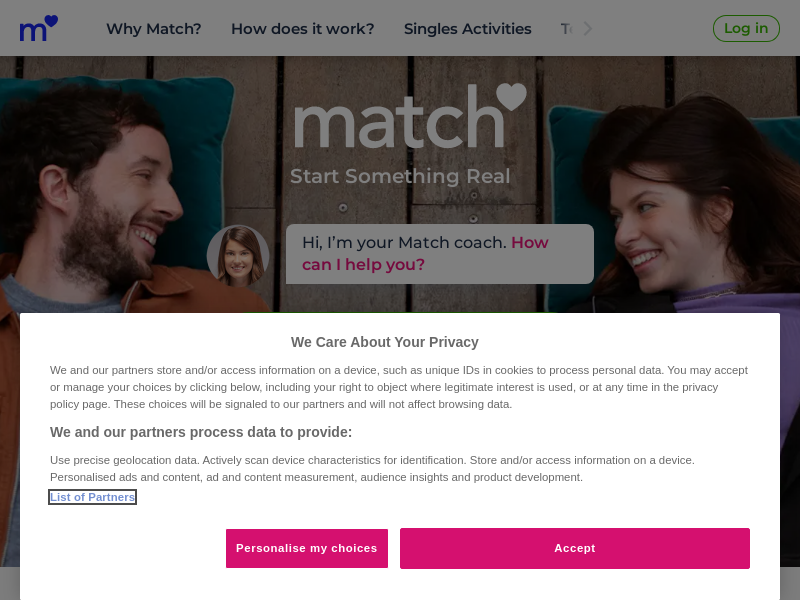 m
Why Match?
How does it work?
Singles Activities
Log in
match
Start Something Real
Hi, I'm your Match coach. How
can I help you?
We Care About Your Privacy
We and our partners store and/or access information on a device, such as unique IDs in cookies to process personal data. You may accept
or manage your choices by clicking below, including your right to object where legitimate interest is used, or at any time in the privacy
policy page. These choices will be signaled to our partners and will not affect browsing data.
We and our partners process data to provide:
Use precise geolocation data. Actively scan device characteristics for identification. Store and/or access information on a device.
Personalised ads and content, ad and content measurement, audience insights and product development.
List of Partners
Personalise my choices
Accept